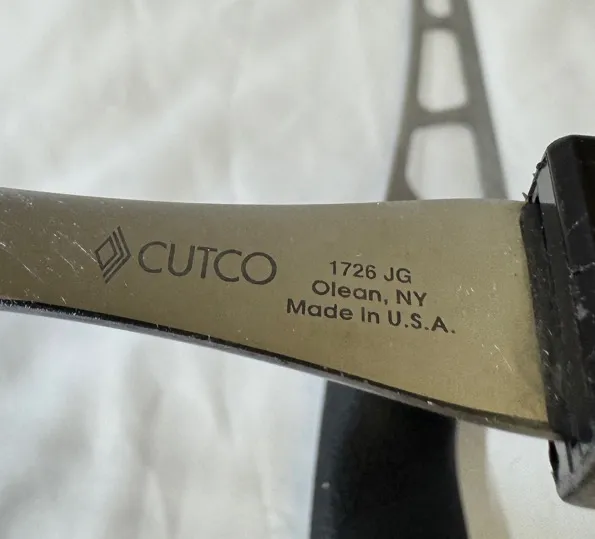 CUTCO
1726 JG
Olean, NY
Made In U.S.A.